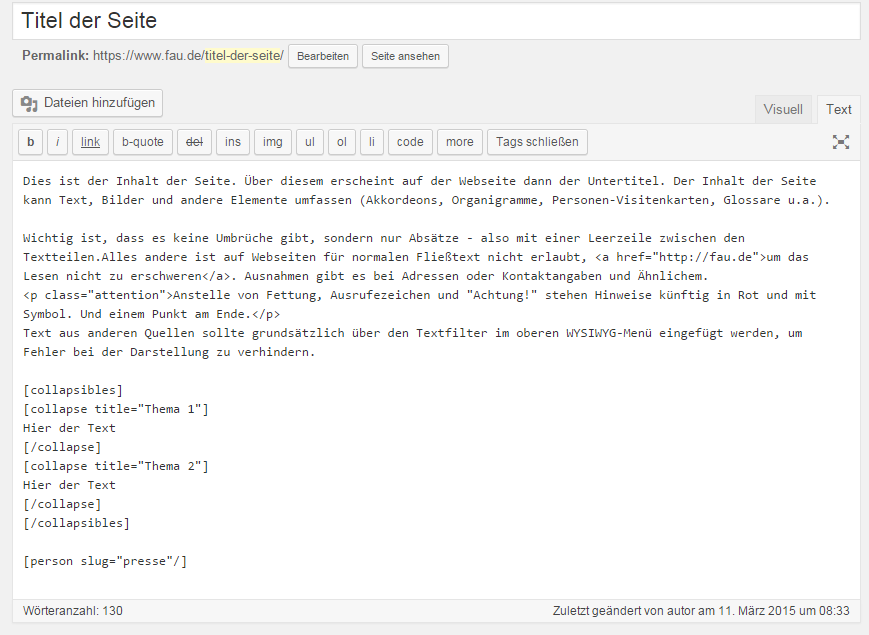 Titel der Seite
Permalink: https://www.fau.de/titel-der-seite/ Bearbeiten Seite ansehen
Dateien hinzufügen
Visuell Text
b i link b-quote del ins img ul ol li code more Tags schließen
Dies ist der Inhalt der Seite. Über diesem erscheint auf der Webseite dann der Untertitel. Der Inhalt der Seite
kann Text, Bilder und andere Elemente umfassen (Akkordeons, Organigramme, Personen-Visitenkarten, Glossare u.a.).
Wichtig ist, dass es keine Umbrüche gibt, sondern nur Absätze - also mit einer Leerzeile zwischen den
Textteilen.Alles andere ist auf Webseiten für normalen Fließtext nicht erlaubt, <a href="http://fau.de">um das
Lesen nicht zu erschweren</a>. Ausnahmen gibt es bei Adressen oder Kontaktangaben und Ähnlichem.
<p class="attention">Anstelle von Fettung, Ausrufezeichen und "Achtung!" stehen Hinweise künftig in Rot und mit
Symbol. Und einem Punkt am Ende.</p>
Text aus anderen Quellen sollte grundsätzlich über den Textfilter im oberen WYSIWYG-Menü eingefügt werden, um
Fehler bei der Darstellung zu verhindern.
[collapsibles]
[collapse title="Thema 1"]
Hier der Text
[/collapse]
[collapse title="Thema 2"]
Hier der Text
[/collapse]
[/collapsibles]
[person slug="presse"/]
Wörteranzahl: 130 Zuletzt geändert von autor am 11. März 2015 um 08:33